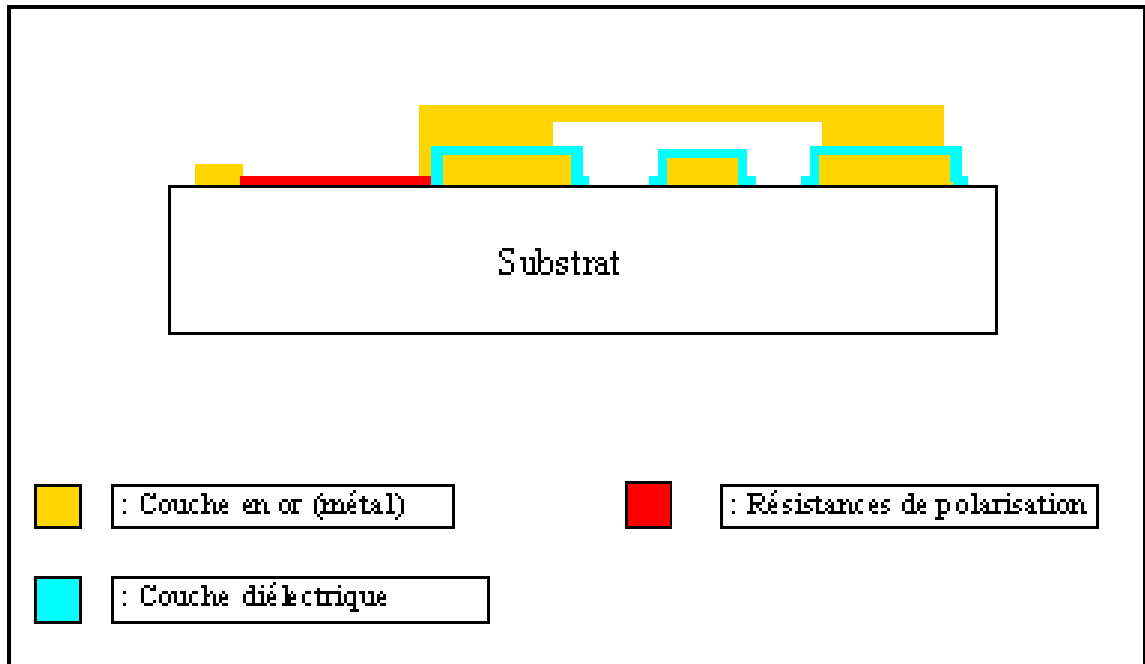 Substrat
: Couche en or (métal)
: Résistances de polarisation
: Couche diélectrique